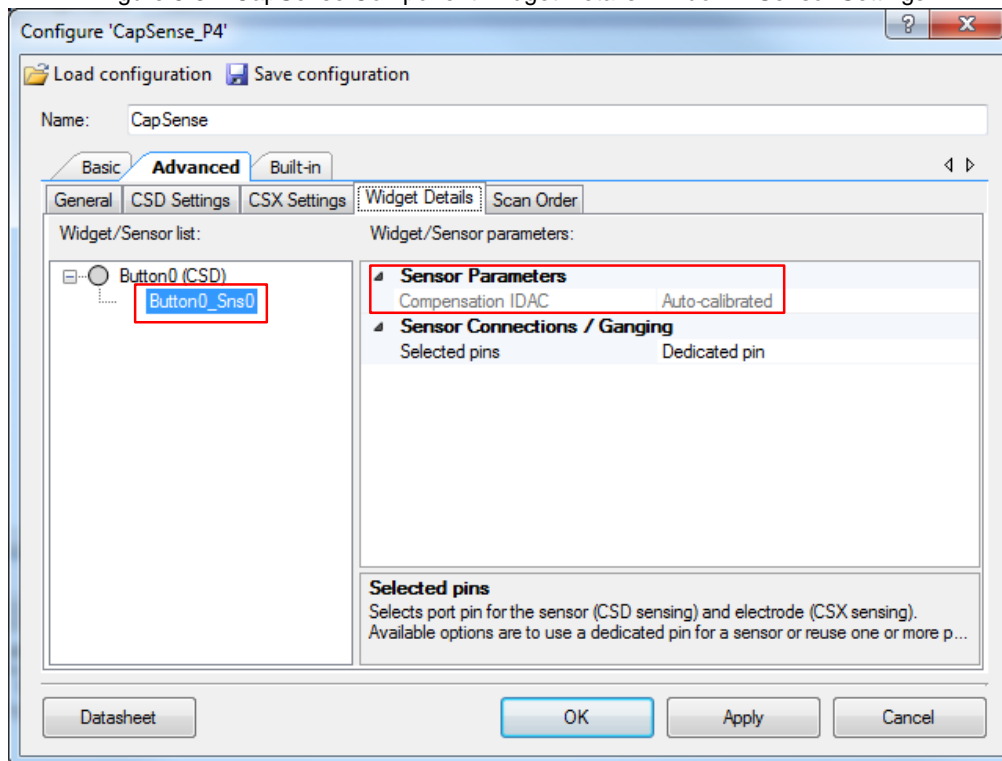 Configure 'CapSense_P4'
Load configuration Save configuration
Name: CapSense
Basic Advanced Built-in
General CSD Settings CSX Settings Widget Details Scan Order
Widget/Sensor list: Widget/Sensor parameters:
Button0 (CSD) Sensor Parameters
Button0_Sns0 Compensation IDAC Auto-calibrated
Sensor Connections / Ganging
Selected pins Dedicated pin
Selected pins
Selects port pin for the sensor (CSD sensing) and electrode (CSX sensing).
Available options are to use a dedicated pin for a sensor or reuse one or more p...
Datasheet OK Apply Cancel